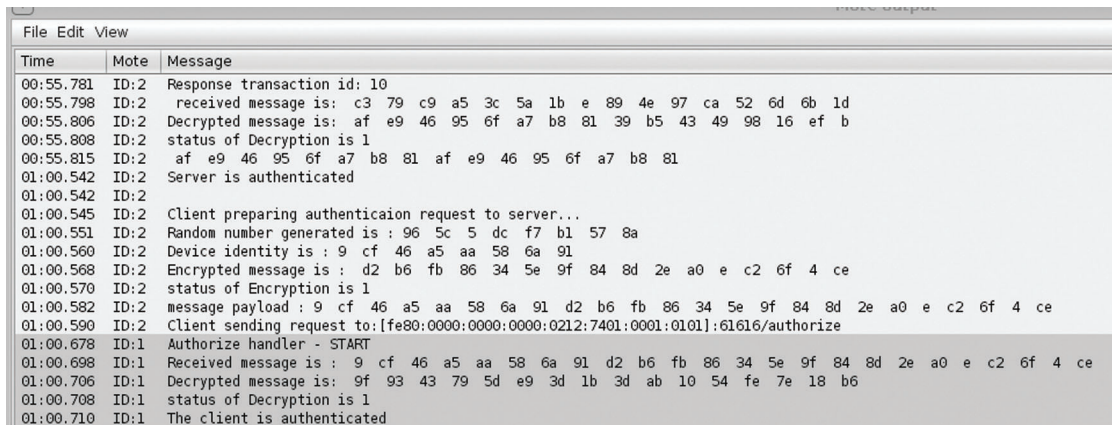 File Edit View
Time Mote Message
00:55.781 ID:2 Response transaction id: 10
00:55.798 ID:2 received message is: c3 79 c9 a5 3c 5a 1b e 89 4e 97 ca 52 6d 6b 1d
00:55.806 ID:2 Decrypted message is: af e9 46 95 6f a7 b8 81 39 b5 43 49 98 16 ef b
00:55.808 ID:2 status of Decryption is 1
00:55.815 ID:2 af e9 46 95 6f a7 b8 81 af e9 46 95 6f a7 b8 81
01:00.542 ID:2 Server is authenticated
01:00.542 ID:2
01:00.545 ID:2 Client preparing authenticaion request to server...
01:00.551 ID:2 Random number generated is : 96 5c 5 dc f7 b1 57 8a
01:00.560 ID:2 Device identity is : 9 cf 46 a5 aa 58 6a 91
01:00.568 ID:2 Encrypted message is : d2 b6 fb 86 34 5e 9f 84 8d 2e a0 e c2 6f 4 ce
01:00.570 ID:2 status of Encryption is 1
01:00.582 ID:2 message payload : 9 cf 46 a5 aa 58 6a 91 d2 b6 fb 86 34 5e 9f 84 8d 2e a0 e c2 6f 4 ce
01:00.590 ID:2 Client sending request to:[fe80:0000:0000:0000:0212:7401:0001:0101]:61616/authorize
01:00.678 ID:1 Authorize handler - START
01:00.698 ID:1 Received message is : 9 cf 46 a5 aa 58 6a 91 d2 b6 fb 86 34 5e 9f 84 8d 2e a0 e c2 6f 4 ce
01:00.706 ID:1 Decrypted message is: 9f 93 43 79 5d e9 3d 1b 3d ab 10 54 fe 7e 18 b6
01:00.708 ID:1 status of Decryption is 1
01:00.710 ID:1 The client is authenticated